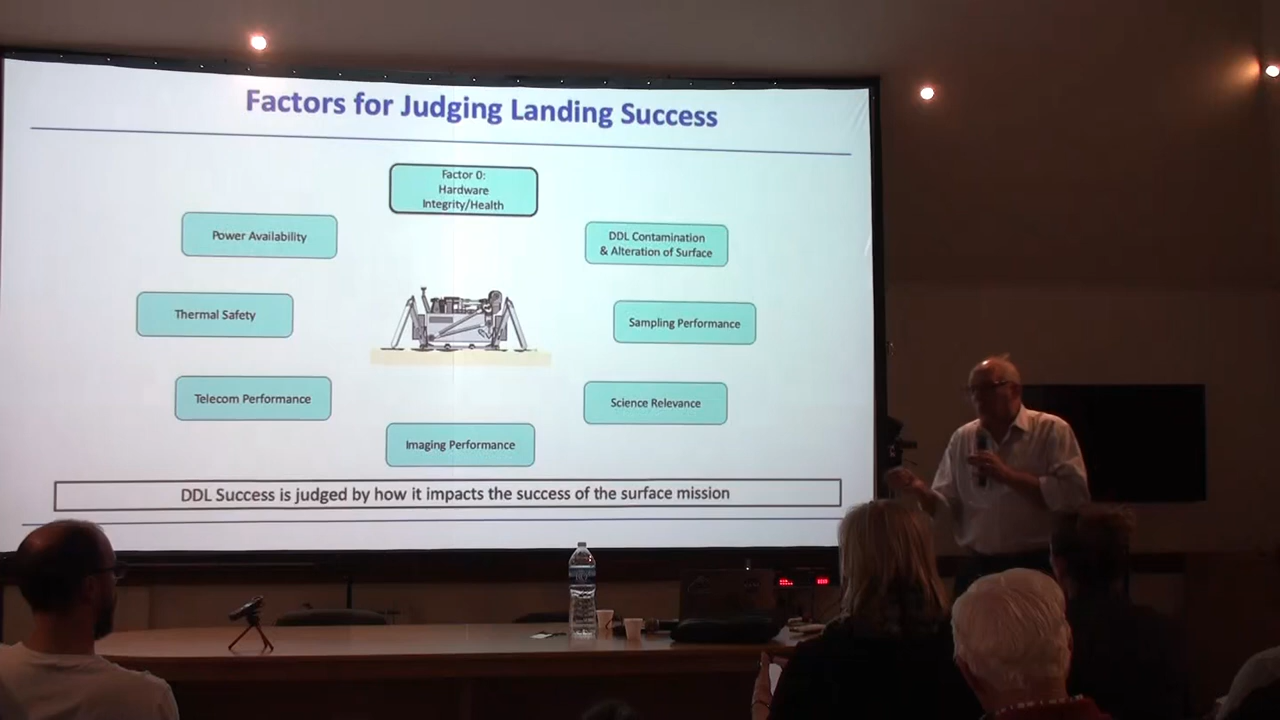 Factors for Judging Landing Success
Factor 0:
Hardware
Integrity/Health
Power Availability
DDL Contamination
& Alteration of Surface
Thermal Safety
Sampling Performance
Telecom Performance
Science Relevance
Imaging Performance
DDL Success is judged by how it impacts the success of the surface mission